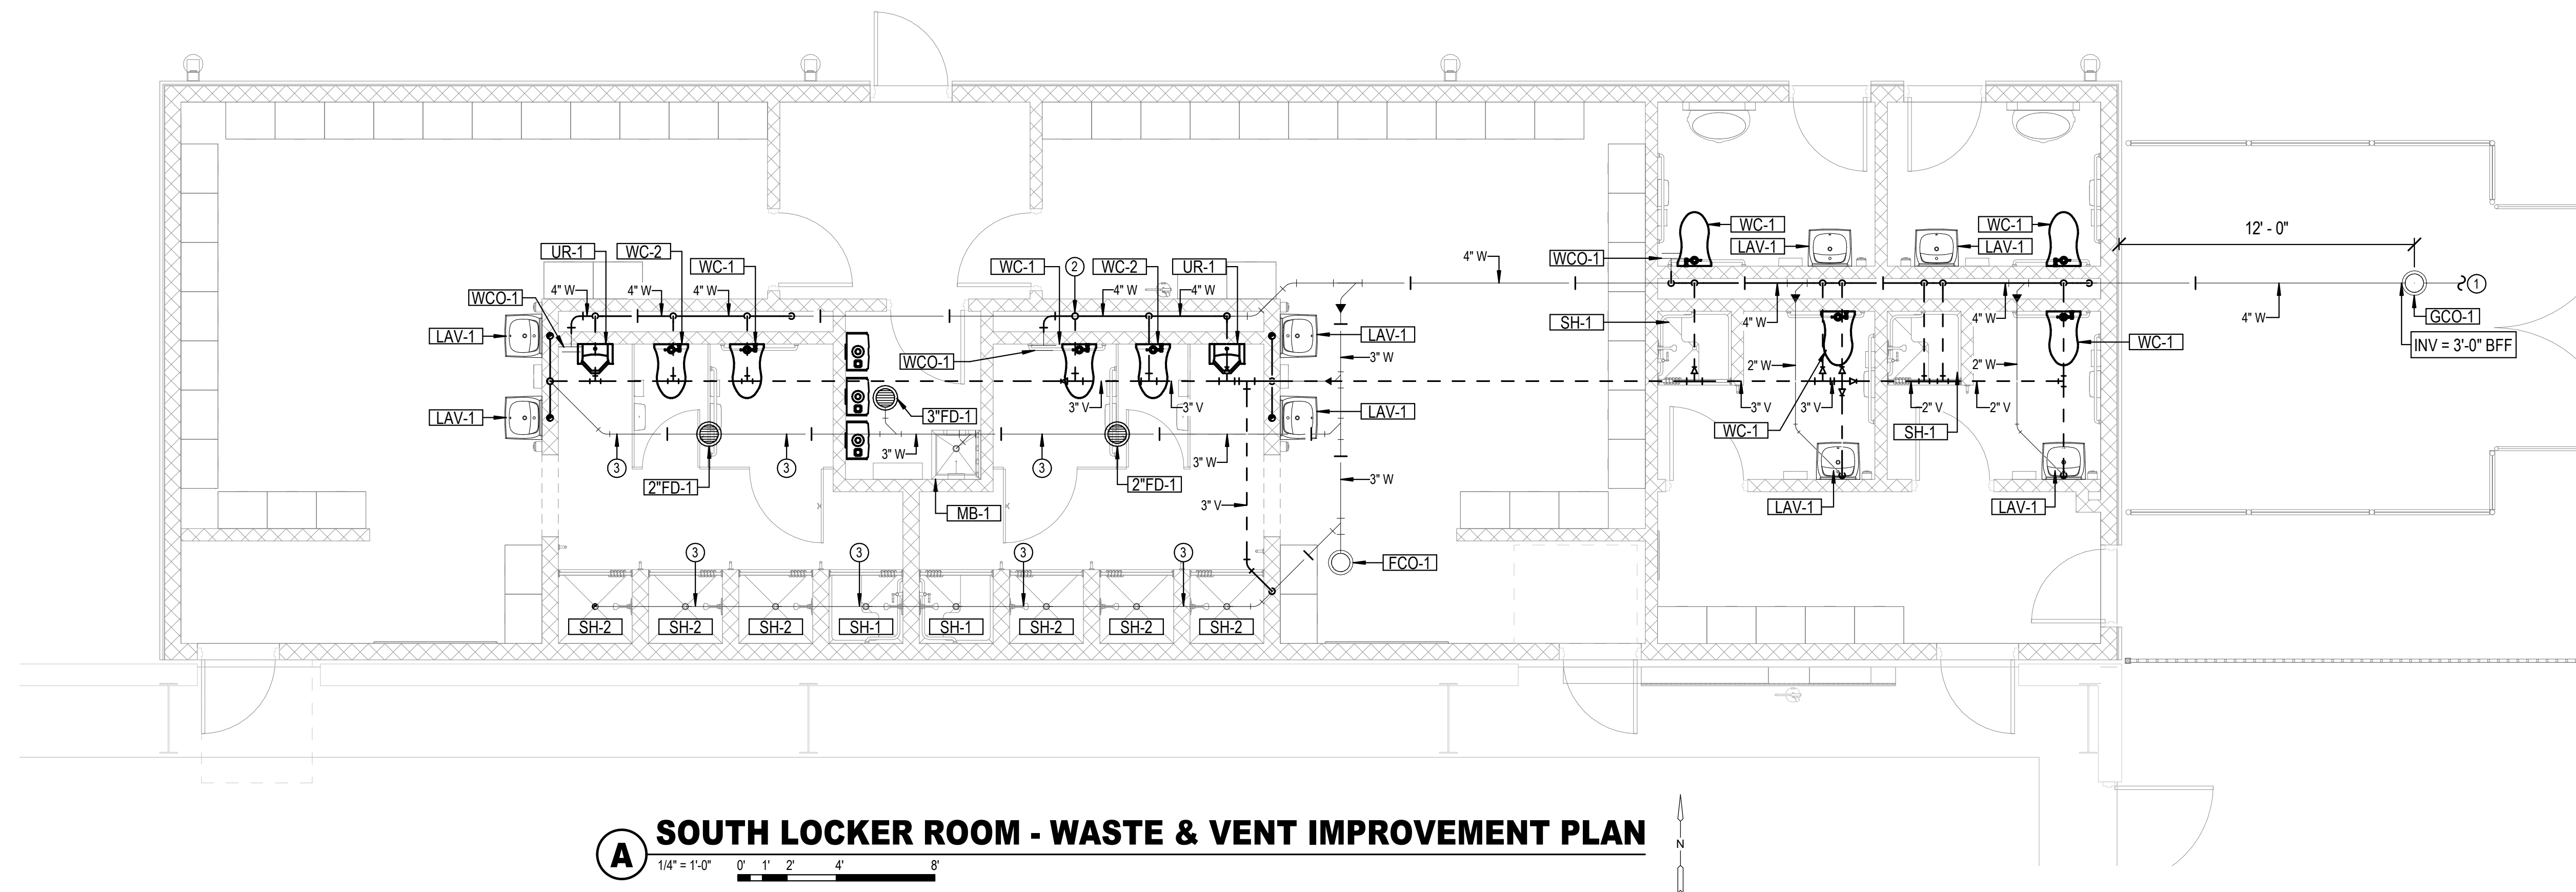 12' - 0"
UR-1
WC-2
WC-1
WC-1
2
WC-2
UR-1
4" W
WCO-1
WC-1
LAV-1
LAV-1
WC-1
WCO-1
4" W
4" W
4" W
4" W
4" W
4" W
1
GCO-1
INV = 3'-0" BFF
LAV-1
WCO-1
LAV-1
3" W
SH-1
4" W
2" W
4" W
2" W
WC-1
LAV-1
3"FD-1
3" V
3" V
LAV-1
3" V
3" V
2" V
2" V
WC-1
SH-1
3
3
3" W
3
3" W
3" W
2"FD-1
2"FD-1
MB-1
3" V
LAV-1
LAV-1
3
3
3
3
FCO-1
SH-2
SH-2
SH-2
SH-1
SH-1
SH-2
SH-2
SH-2
A
SOUTH LOCKER ROOM - WASTE & VENT IMPROVEMENT PLAN
1/4" = 1'-0"
0' 1' 2' 4' 8'
N